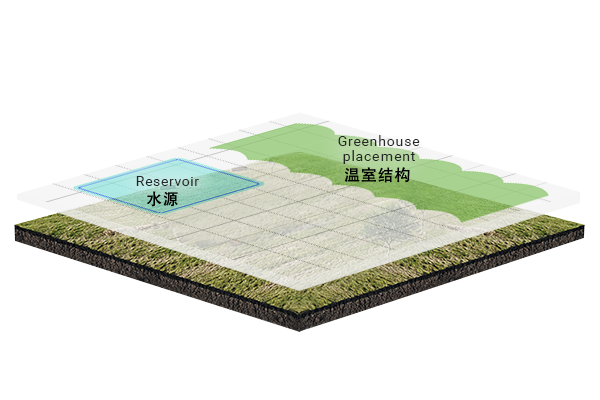 Greenhouse
placement
温室结构
Reservoir
水源